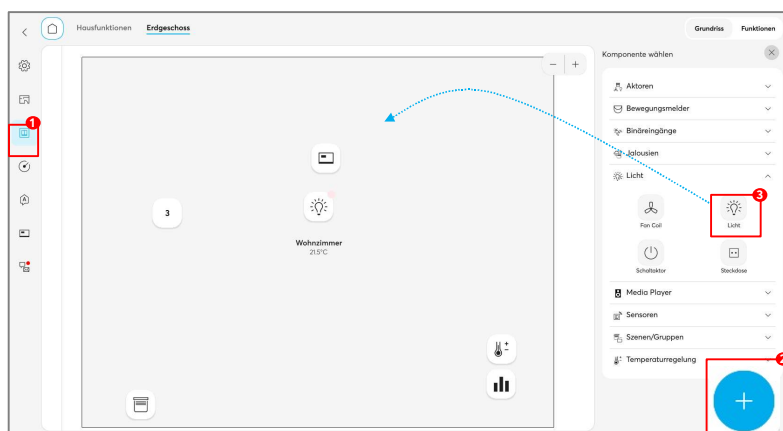 Hausfunktionen Erdgeschoss
Grundriss Funktionen
Komponente wählen
Aktoren
1
Bewegungsmelder
Binäreingänge
Jalousien
Licht
A
3
3
Fan Coil Licht
Wohnzimmer
21.5°C
Schaltaktor Steckdose
Media Player
Sensoren
Szenen/Gruppen
Temperaturregelung
2